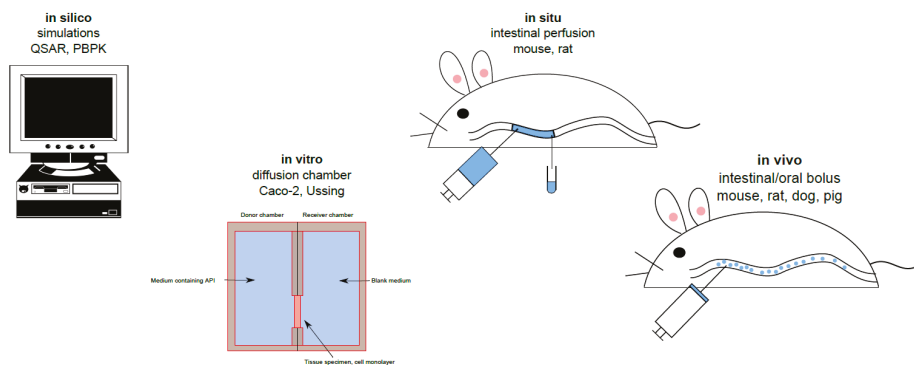 in silico
simulations
QSAR, PBPK
in situ
intestinal perfusion
mouse, rat
in vitro
diffusion chamber
Caco-2, Ussing
in vivo
intestinal/oral bolus
mouse, rat, dog, pig
Donor chamber
Receiver chamber
Medium containing API
Blank medium
Tissue specimen, cell monolayer